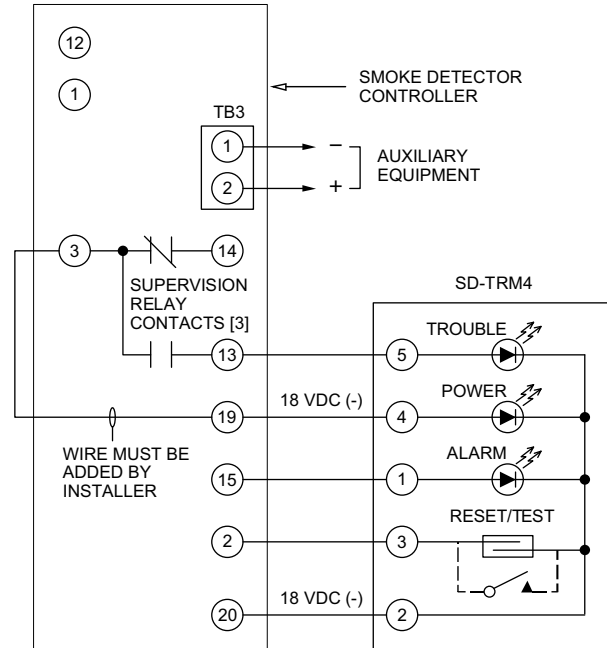 12
1
SMOKE DETECTOR
CONTROLLER
TB3
1
−
2
+
AUXILIARY
EQUIPMENT
3
14
SUPERVISION
RELAY
CONTACTS [3]
13
SD-TRM4
TROUBLE
5
19
18 VDC (-)
4
POWER
WIRE MUST BE
ADDED BY
INSTALLER
15
1
ALARM
2
3
RESET/TEST
20
18 VDC (-)
2